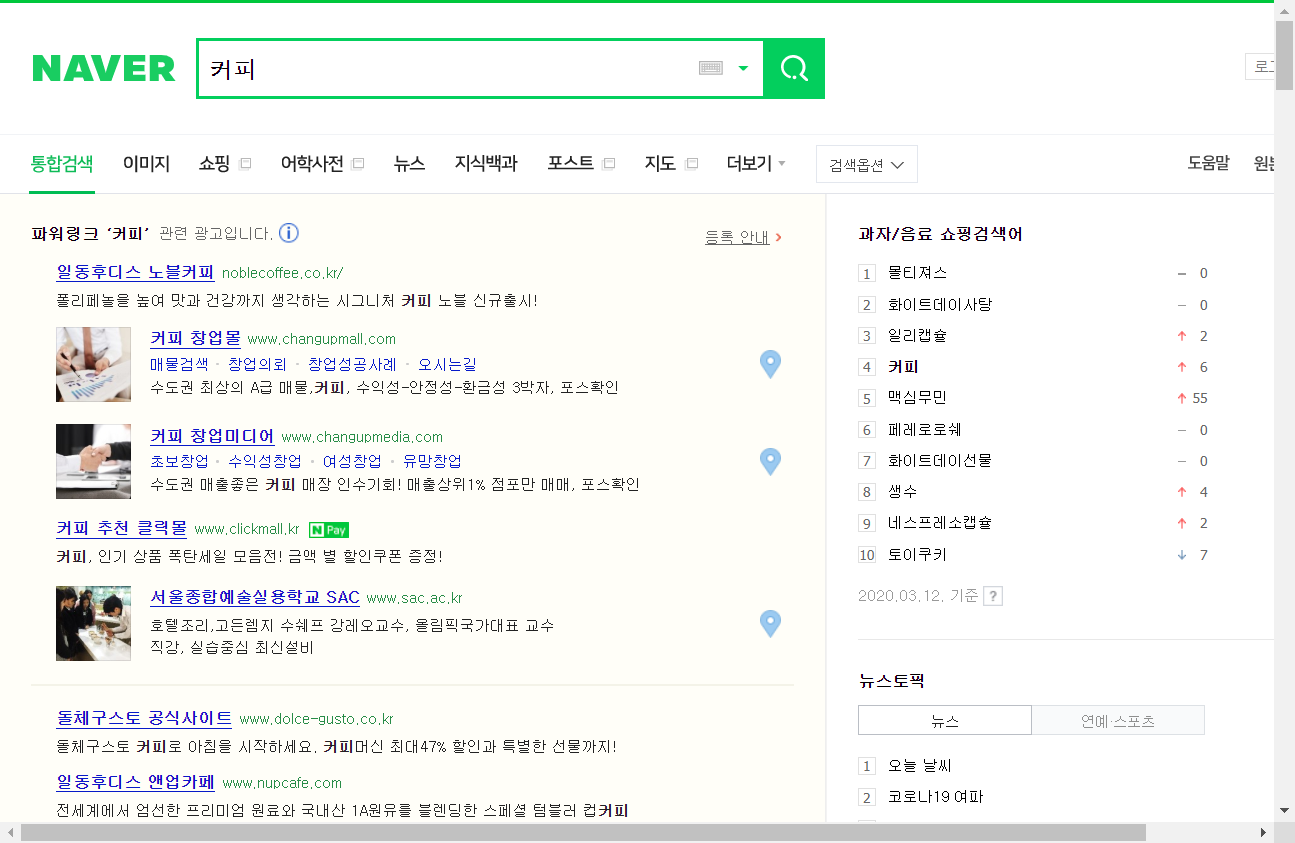 NAVER
커피
로그
통합검색 이미지 쇼핑 어학사전 뉴스 지식백과 포스트 지도 더보기 검색옵션 도움말 원본
파워링크 '커피' 관련 광고입니다. 등록 안내
일동후디스 노블커피 noblecoffee.co.kr/
폴리페놀을 높여 맛과 건강까지 생각하는 시그니처 커피 노블 신규출시!
커피 창업몰 www.changupmall.com
매물검색 · 창업의뢰 · 창업성공사례 · 오시는길
수도권 최상의 A급 매물,커피, 수익성-안정성-환금성 3박자, 포스확인
커피 창업미디어 www.changupmedia.com
초보창업 · 수익성창업 · 여성창업 · 유망창업
수도권 매출좋은 커피 매장 인수기회! 매출상위1% 점포만 매매, 포스확인
커피 추천 클릭몰 www.clickmall.kr N Pay
커피, 인기 상품 폭탄세일 모음전! 금액 별 할인쿠폰 증정!
서울종합예술실용학교 SAC www.sac.ac.kr
호텔조리,고든렘지 수쉐프 강레오교수, 올림픽국가대표 교수
직강, 실습중심 최신설비
돌체구스토 공식사이트 www.dolce-gusto.co.kr
돌체구스토 커피로 아침을 시작하세요. 커피머신 최대47% 할인과 특별한 선물까지!
일동후디스 앤업카페 www.nupcafe.com
전세계에서 엄선한 프리미엄 원료와 국내산 1A원유를 블렌딩한 스페셜 텀블러 컵커피
과자/음료 쇼핑검색어
1 몰티져스 − 0
2 화이트데이사탕 − 0
3 일리캡슐 ↑ 2
4 커피 ↑ 6
5 맥심무민 ↑ 55
6 페레로로쉐 − 0
7 화이트데이선물 − 0
8 생수 ↑ 4
9 네스프레소캡슐 ↑ 2
10 토이쿠키 ↓ 7
2020.03.12. 기준 ?
뉴스토픽
뉴스 연예·스포츠
1 오늘 날씨
2 코로나19 여파